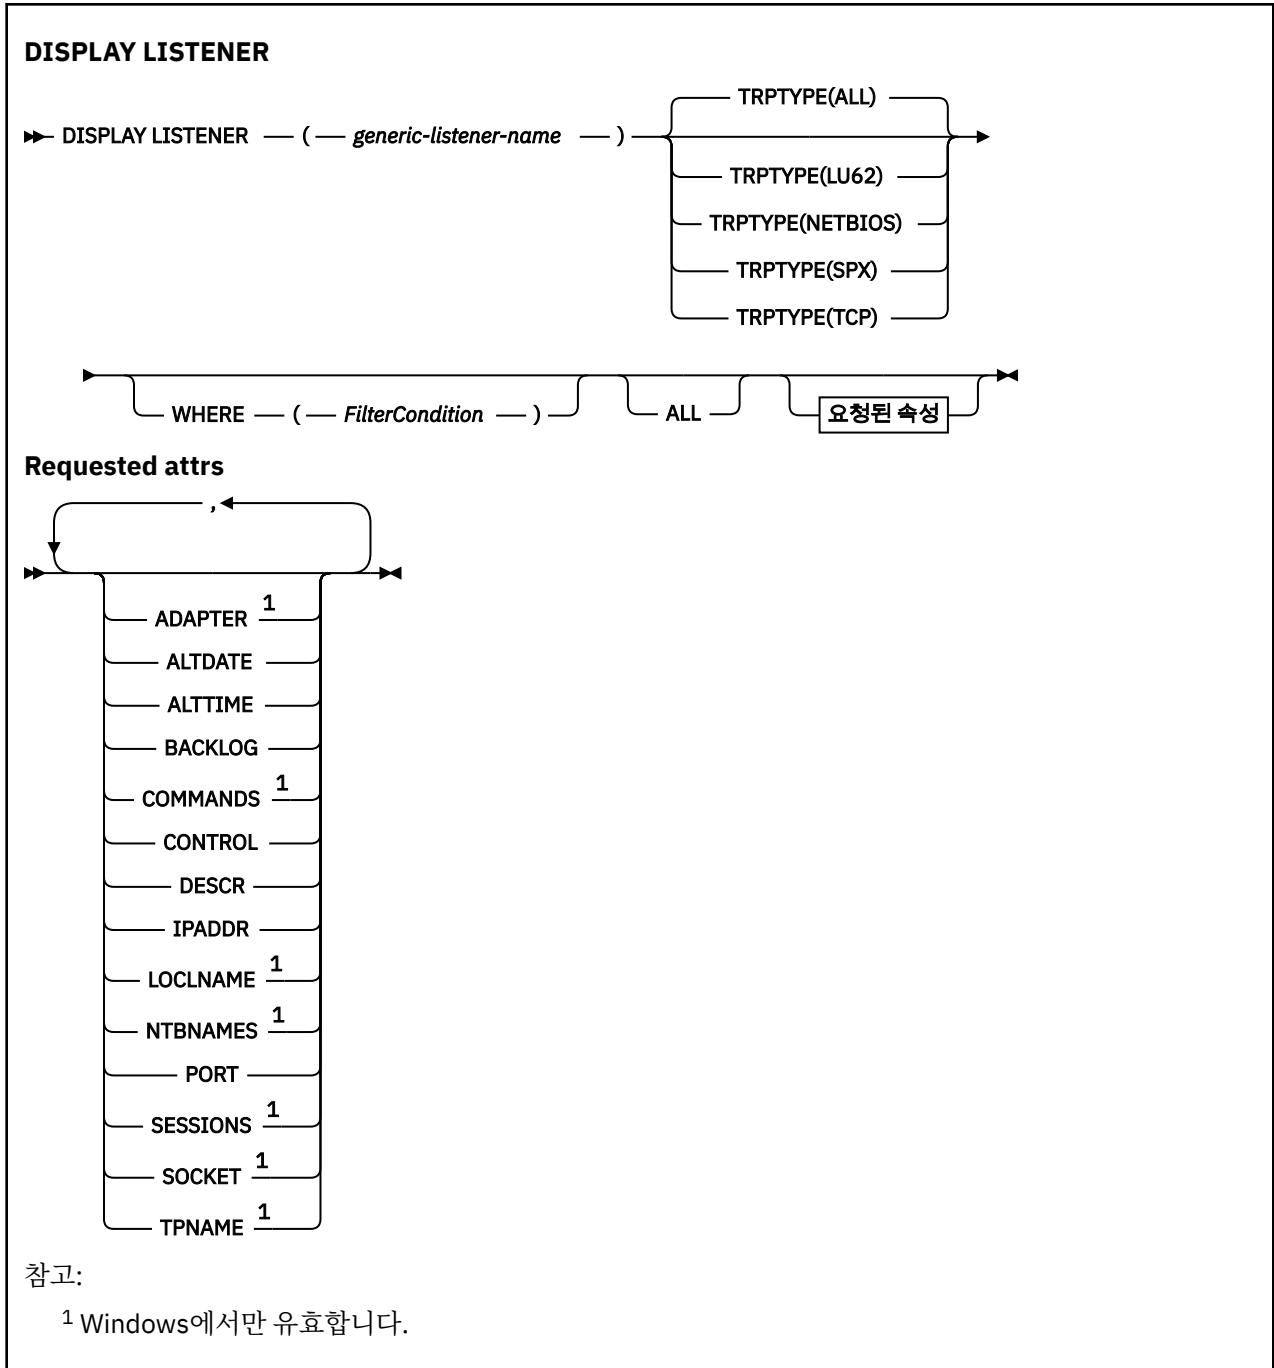 DISPLAY LISTENER
TRPTYPE(ALL)
DISPLAY LISTENER ( generic-listener-name )
TRPTYPE(LU62)
TRPTYPE(NETBIOS)
TRPTYPE(SPX)
TRPTYPE(TCP)
WHERE ( FilterCondition ) ALL 요청된 속성
Requested attrs
,
ADAPTER 1
ALTDATE
ALTTIME
BACKLOG
COMMANDS 1
CONTROL
DESCR
IPADDR
LOCLNAME 1
NTBNAMES 1
PORT
SESSIONS 1
SOCKET 1
TPNAME 1
참고:
1 Windows에서만 유효합니다.